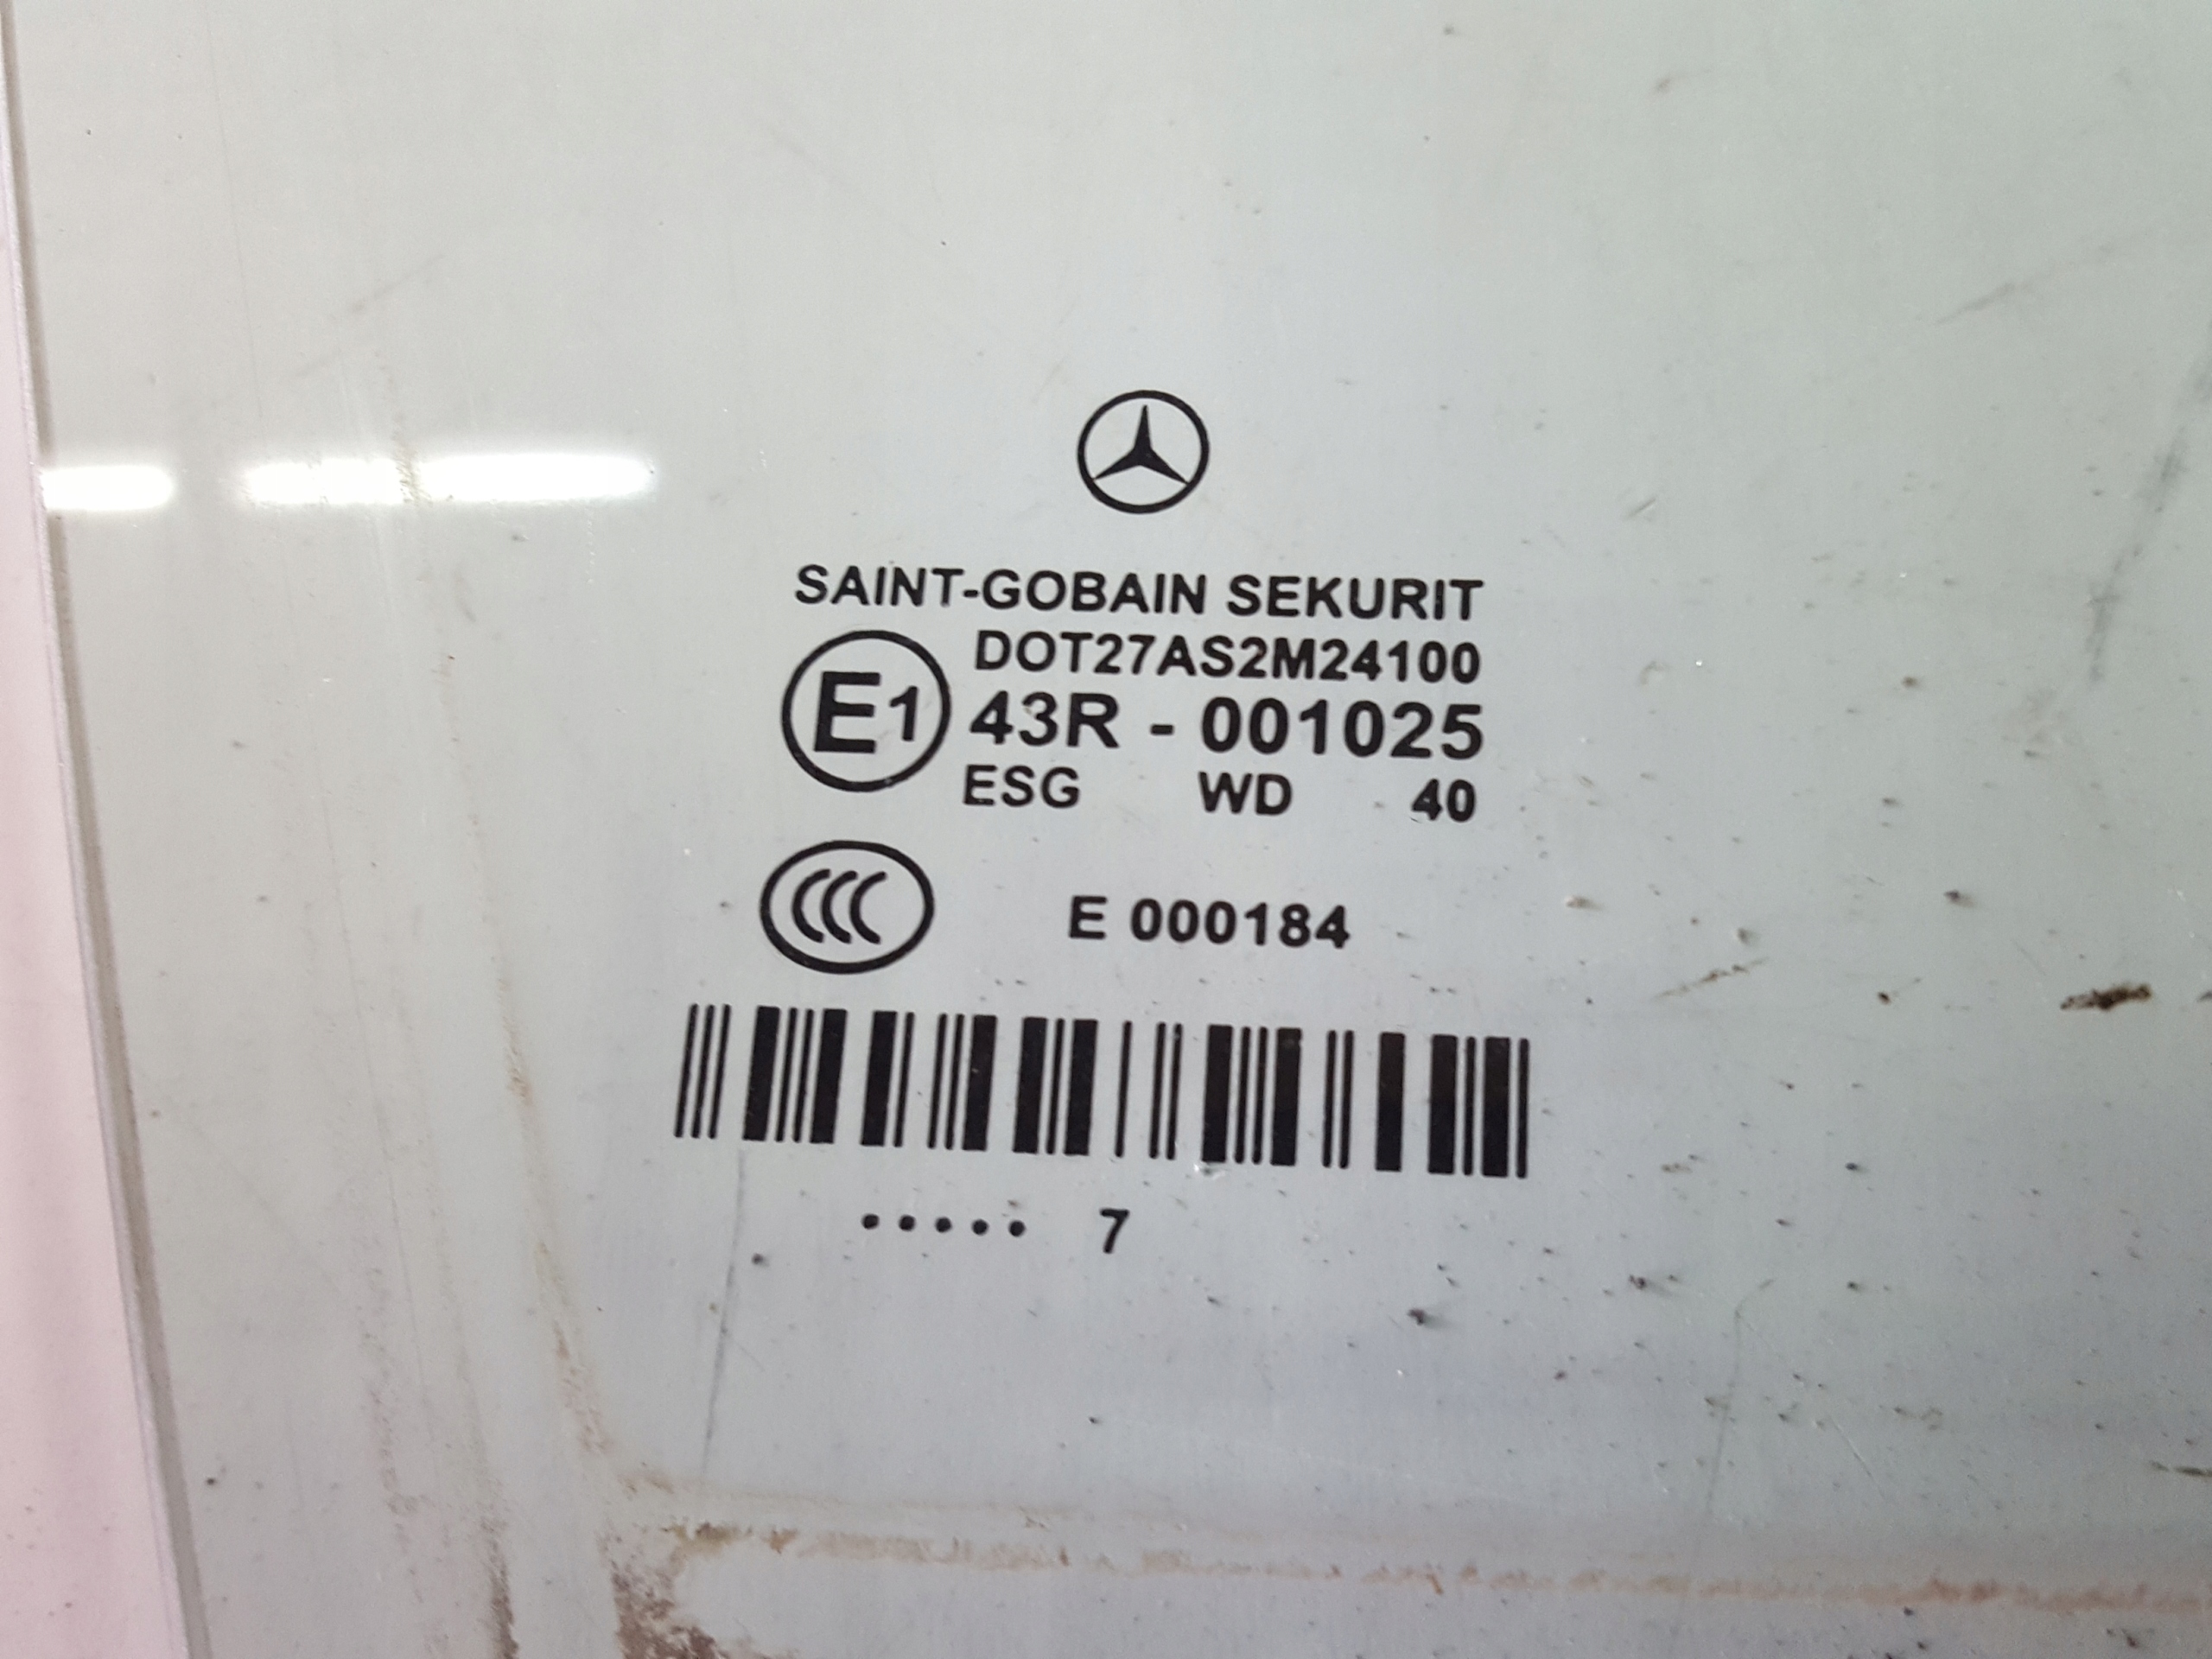 SAINT-GOBAIN SEKURIT
DOT27AS2M24100
E1 43R - 001025
ESG WD 40
CCC E 000184
..... 7